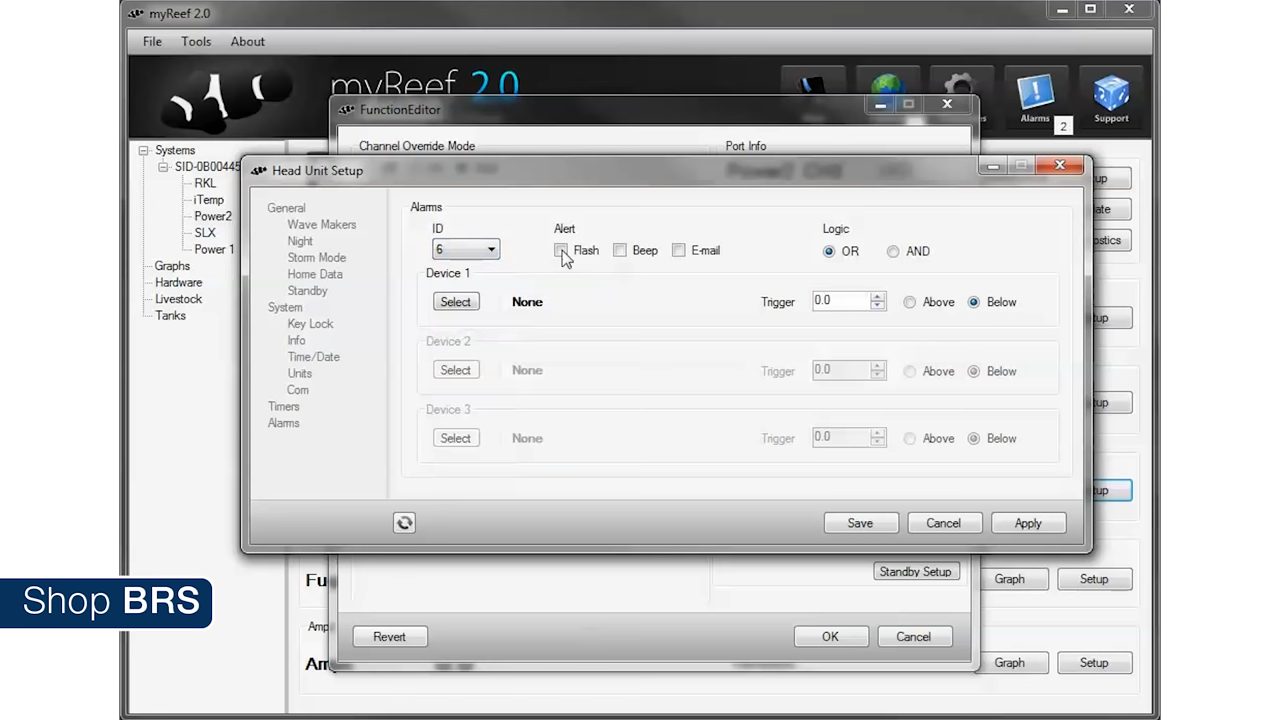 myReef 2.0
File Tools About
myReef 2.0
Alarms
2
Support
FunctionEditor
Channel Override Mode
Port Info
Systems
SID-0B00445
RKL
iTemp
Power2
SLX
Power 1
Graphs
Hardware
Livestock
Tanks
Head Unit Setup
General
Wave Makers
Night
Storm Mode
Home Data
Standby
System
Key Lock
Info
Time/Date
Units
Com
Timers
Alarms
Alarms
ID Alert Logic
6 Flash Beep E-mail OR AND
Device 1
Select None Trigger 0.0 Above Below
Device 2
Select None Trigger 0.0 Above Below
Device 3
Select None Trigger 0.0 Above Below
Save Cancel Apply
Standby Setup
Graph Setup
Revert OK Cancel
Graph Setup
Shop BRS